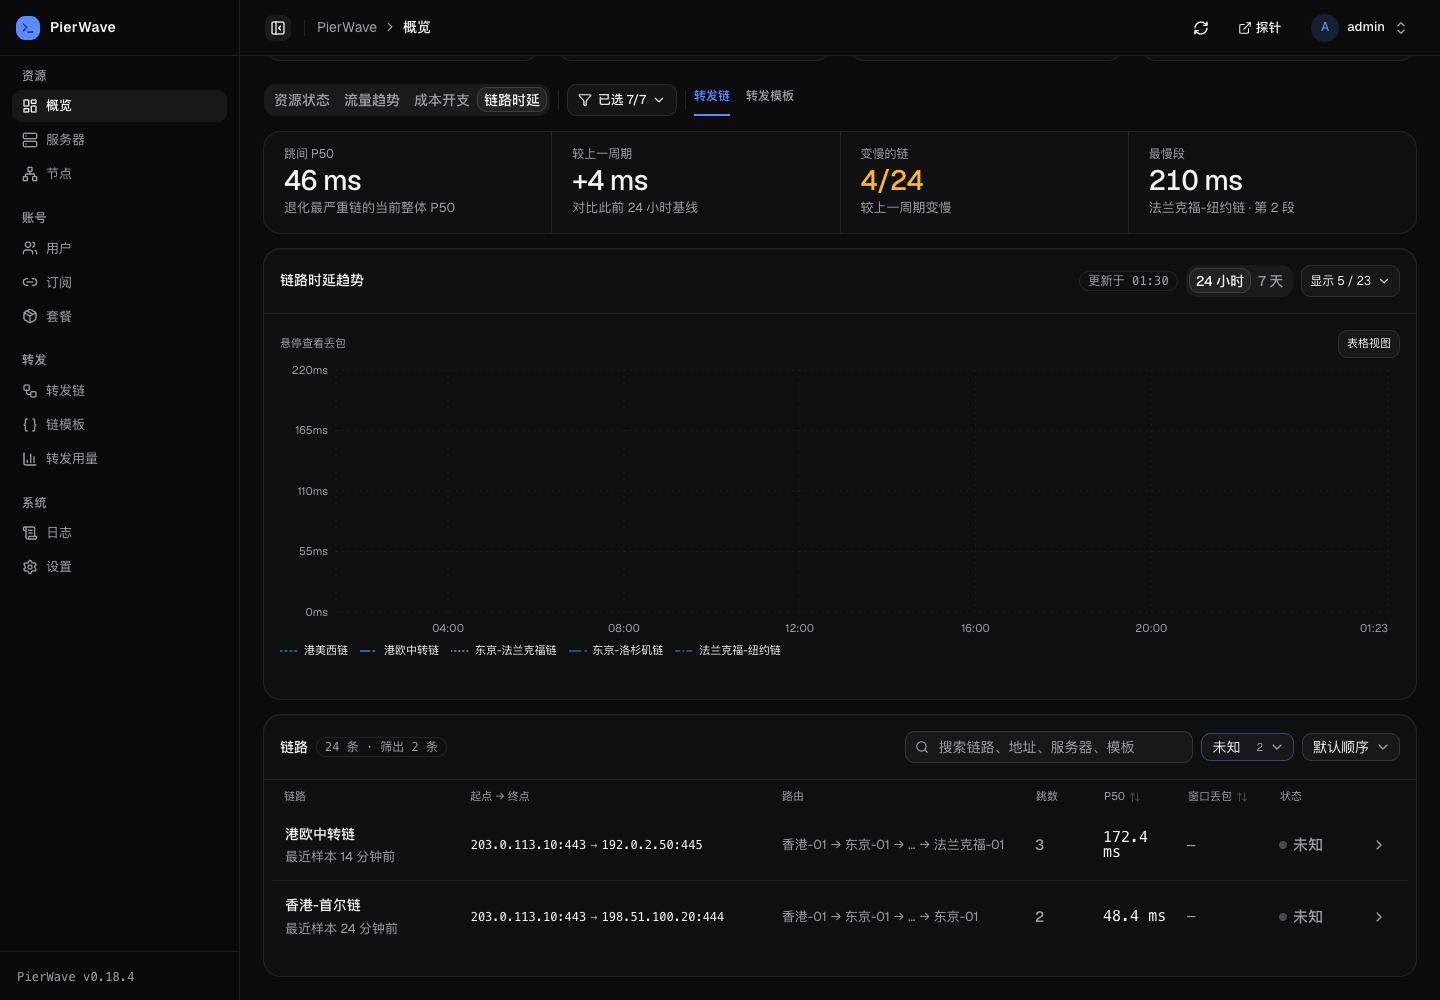 PierWave
PierWave
概览
探针
A
admin
资源
概览
服务器
节点
账号
用户
订阅
套餐
转发
转发链
链模板
转发用量
系统
日志
设置
PierWave v0.18.4
资源状态
流量趋势
成本开支
链路时延
已选 7/7
转发链
转发模板
跳间 P50
46 ms
退化最严重链的当前整体 P50
较上一周期
+4 ms
对比此前 24 小时基线
变慢的链
4/24
较上一周期变慢
最慢段
210 ms
法兰克福-纽约链 · 第 2 段
链路时延趋势
更新于 01:30
24 小时
7 天
显示 5 / 23
悬停查看丢包
表格视图
220ms
165ms
110ms
55ms
0ms
04:00
08:00
12:00
16:00
20:00
01:23
港美西链
港欧中转链
东京-法兰克福链
东京-洛杉矶链
法兰克福-纽约链
链路
24 条 · 筛出 2 条
搜索链路、地址、服务器、模板
未知 2
默认顺序
链路
起点 → 终点
路由
跳数
P50
窗口丢包
状态
港欧中转链
最近样本 14 分钟前
203.0.113.10:443 → 192.0.2.50:445
香港-01 → 东京-01 → … → 法兰克福-01
3
172.4
ms
—
未知
香港-首尔链
最近样本 24 分钟前
203.0.113.10:443 → 198.51.100.20:444
香港-01 → 东京-01 → … → 东京-01
2
48.4 ms
—
未知